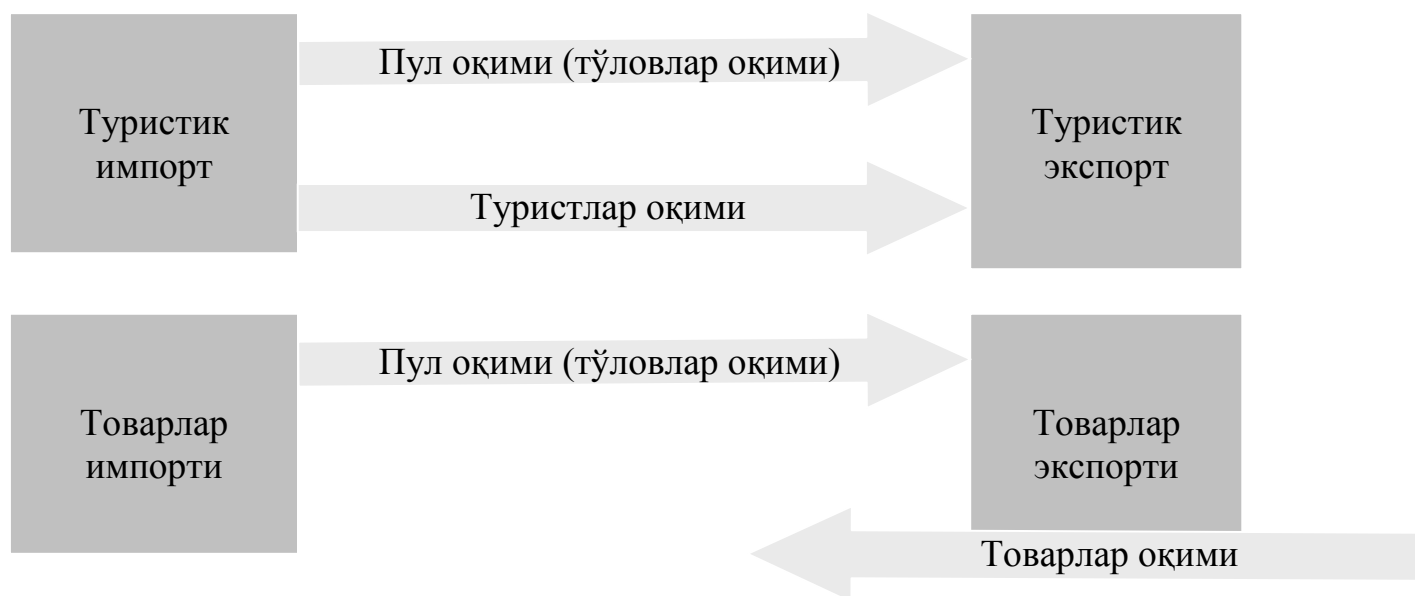 Пул оқими (тўловлар оқими)
Туристик
импорт
Туристик
экспорт
Туристлар оқими
Пул оқими (тўловлар оқими)
Товарлар
импорти
Товарлар
экспорти
Товарлар оқими